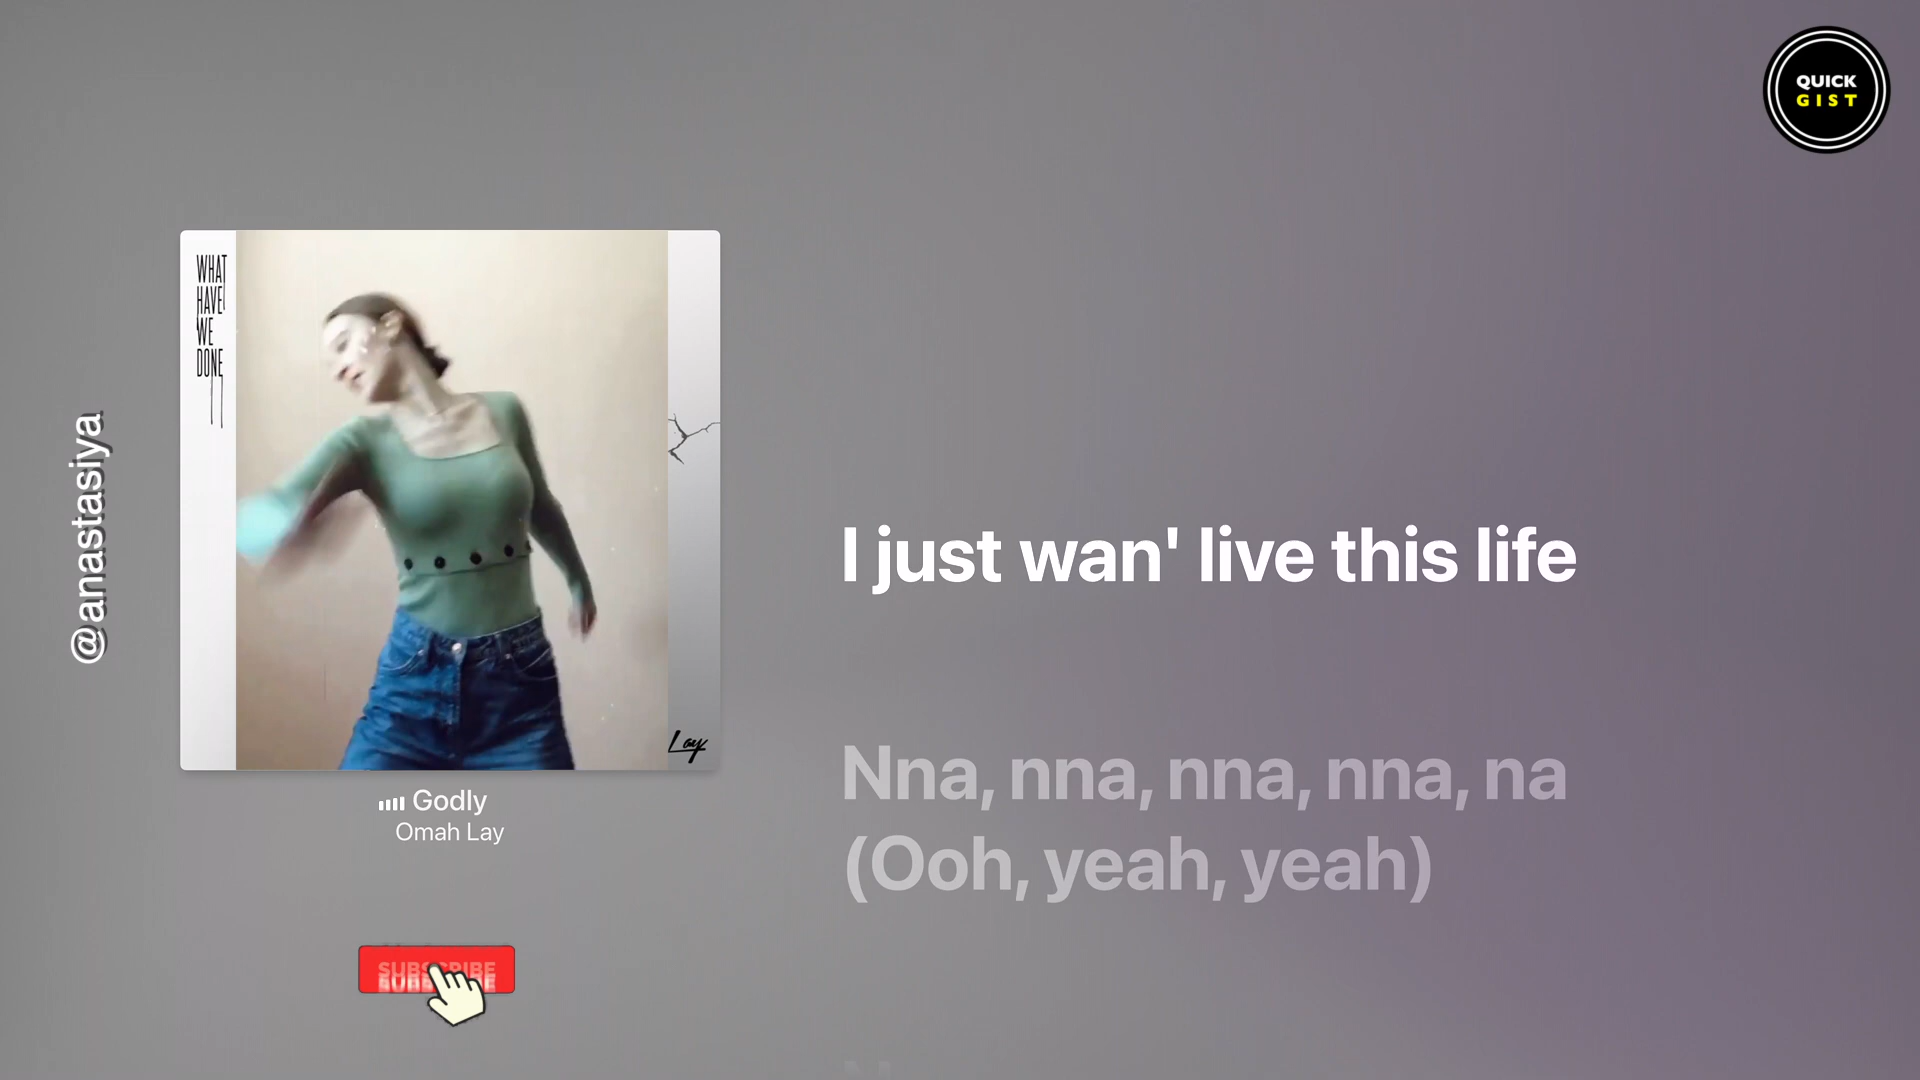 QUICK
GIST
WHAT
HAVE
WE
DONE
@anastasiya
Lay
I just wan' live this life
Nna, nna, nna, nna, na
(Ooh, yeah, yeah)
Godly
Omah Lay
SUBSCRIBE